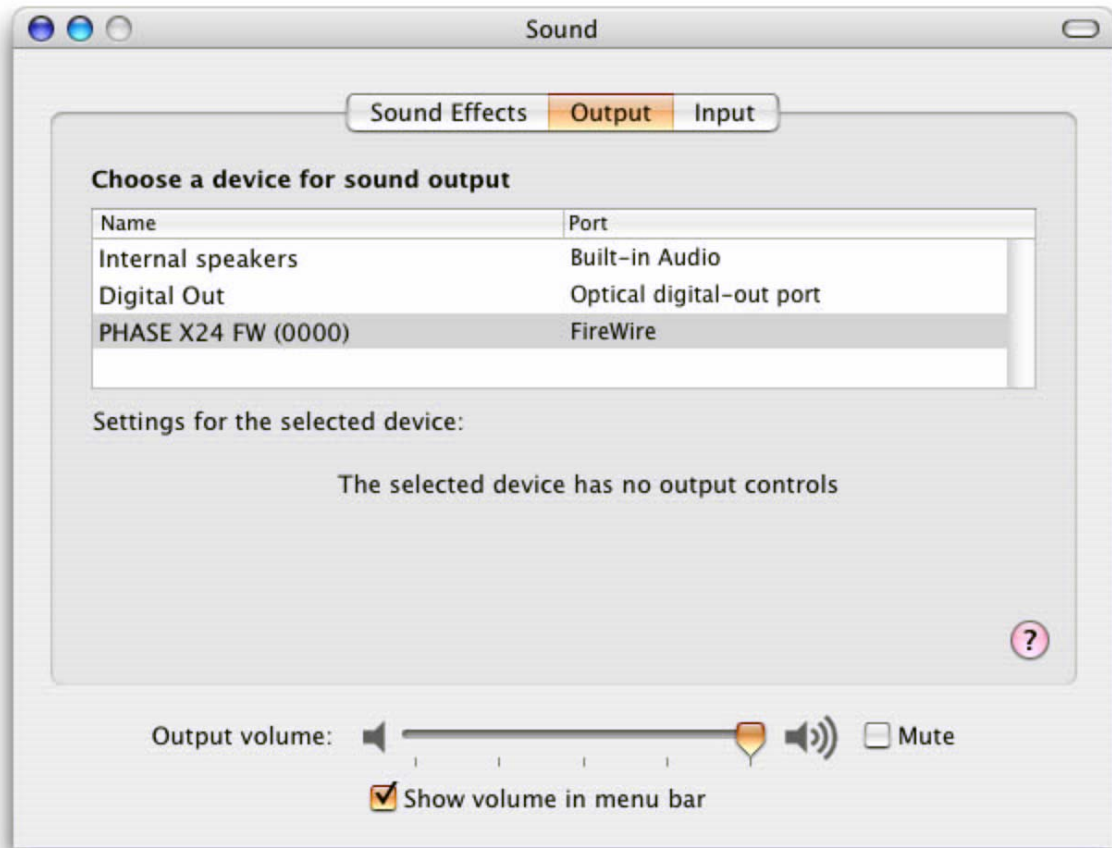 Sound
Sound Effects Output Input
Choose a device for sound output
Name Port
Internal speakers Built-in Audio
Digital Out Optical digital-out port
PHASE X24 FW (0000) FireWire
Settings for the selected device:
The selected device has no output controls
?
Output volume: Mute
Show volume in menu bar